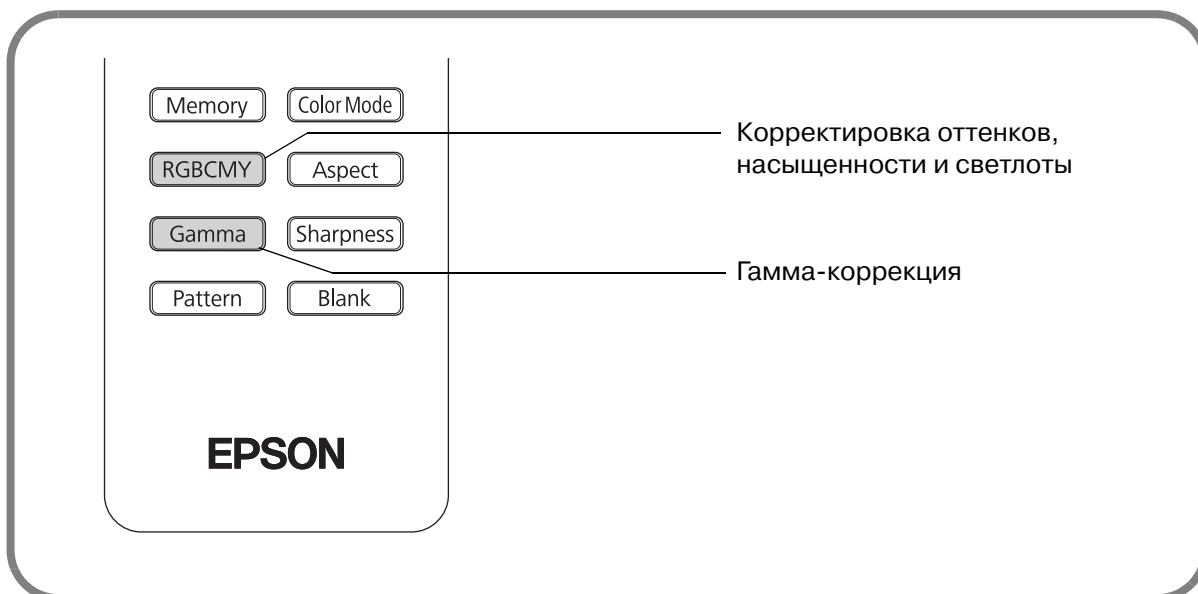 Memory Color Mode
RGBCMY Aspect
Gamma Sharpness
Pattern Blank
EPSON
Корректировка оттенков,
насыщенности и светлоты
Гамма-коррекция